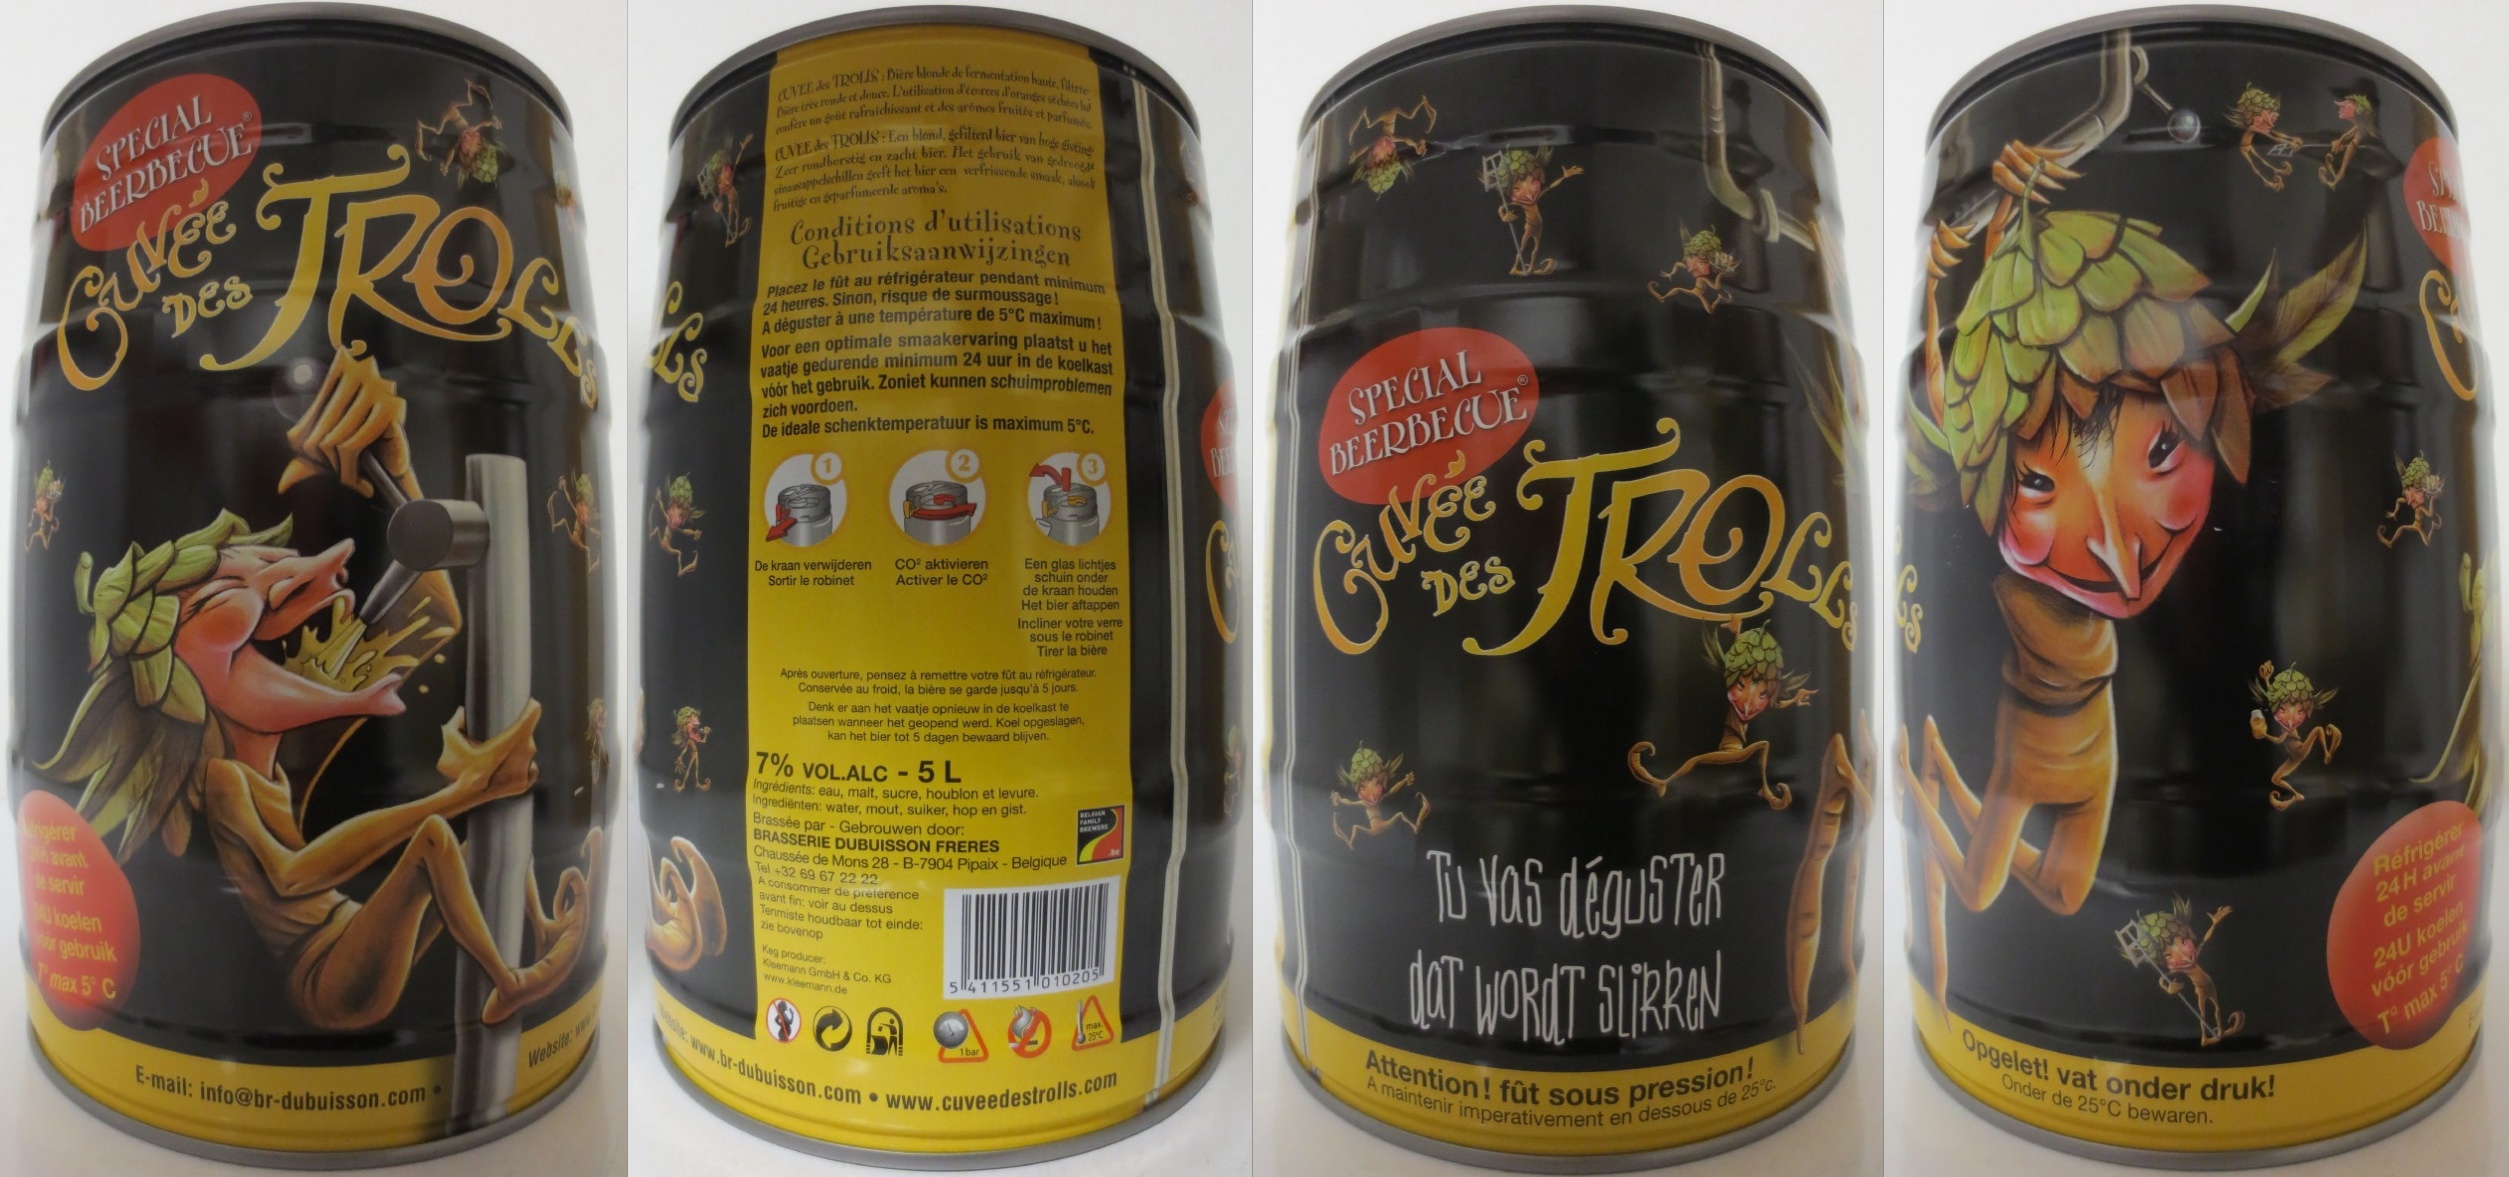 SPECIAL
BEERBECUE®
CUVÉE
DES TROLLS
Réfrigérer
24H avant
de servir
24U koelen
vóór gebruik
T° max 5° C
E-mail: info@br-dubuisson.com •
Website:
CUVEE des TROLLS : Bière blonde de fermentation haute, filtrée
Bière très ronde et douce. L'utilisation d'écorces d'oranges séchées lui
confère un goût rafraichissant et des arômes fruités et parfumés.
CUVEE des TROLLS : Een blond, gefilterd bier van hoge gisting
Zeer rondborstig en zacht bier. Het gebruik van gedroogde
sinaasappelschillen geeft het bier een verfrissende smaak, alsook
fruitige en geparfumeerde aroma's.
Conditions d'utilisations
Gebruiksaanwijzingen
Placez le fût au réfrigérateur pendant minimum
24 heures. Sinon, risque de surmoussage !
A déguster à une température de 5°C maximum !
Voor een optimale smaakervaring plaatst u het
vaatje gedurende minimum 24 uur in de koelkast
vóór het gebruik. Zoniet kunnen schuimproblemen
zich voordoen.
De ideale schenktemperatuur is maximum 5°C.
1
2
3
De kraan verwijderen
Sortir le robinet
CO² aktivieren
Activer le CO²
Een glas lichtjes
schuin onder
de kraan houden
Het bier aftappen
Incliner votre verre
sous le robinet
Tirer la bière
Après ouverture, pensez à remettre votre fût au réfrigérateur.
Conservée au froid, la bière se garde jusqu'à 5 jours.
Denk er aan het vaatje opnieuw in de koelkast te
plaatsen wanneer het geopend werd. Koel opgeslagen,
kan het bier tot 5 dagen bewaard blijven.
7% VOL.ALC - 5 L
Ingrédients: eau, malt, sucre, houblon et levure.
Ingrediënten: water, mout, suiker, hop en gist.
Brassée par - Gebrouwen door:
BRASSERIE DUBUISSON FRERES
Chaussée de Mons 28 - B-7904 Pipaix - Belgique
Tel +32 69 67 22 22
A consommer de préférence
avant fin: voir au dessus
Tenmiste houdbaar tot einde:
zie bovenop
BELGIAN
FAMILY
BREWERS
.be
Keg producer:
Kleemann GmbH & Co. KG
www.kleemann.de
5 411551 010205
1 bar
max.
25°C
website: www.br-dubuisson.com • www.cuveedestrolls.com
SPECIAL
BEERBECUE®
CUVÉE
DES TROLLS
TU VAS déGUSTER
dAT WORdT SLIKKEN
Attention ! fût sous pression !
A maintenir imperativement en dessous de 25°c.
Réfrigérer
24H avant
de servir
24U koelen
vóór gebruik
T° max 5° C
Opgelet! vat onder druk!
Onder de 25°C bewaren.